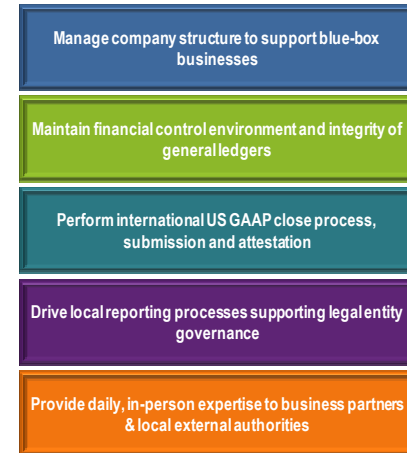 Manage company structure to support blue-box
businesses
Maintain financial control environment and integrity of
general ledgers
Perform international US GAAP close process,
submission and attestation
Drive local reporting processes supporting legal entity
governance
Provide daily, in-person expertise to business partners
& local external authorities